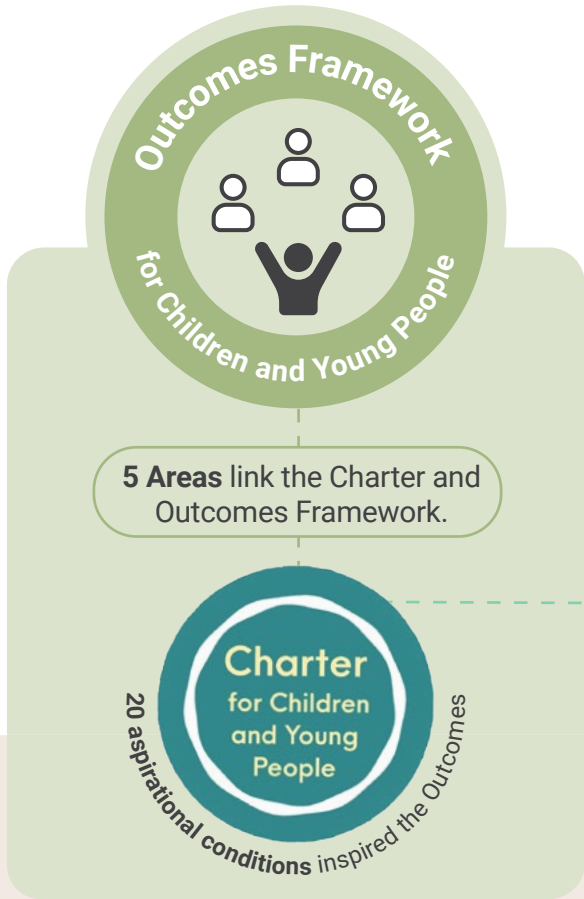 Outcomes Framework
for Children and Young People
5 Areas link the Charter and
Outcomes Framework.
Charter
for Children
and Young
People
20 aspirational conditions inspired the Outcomes